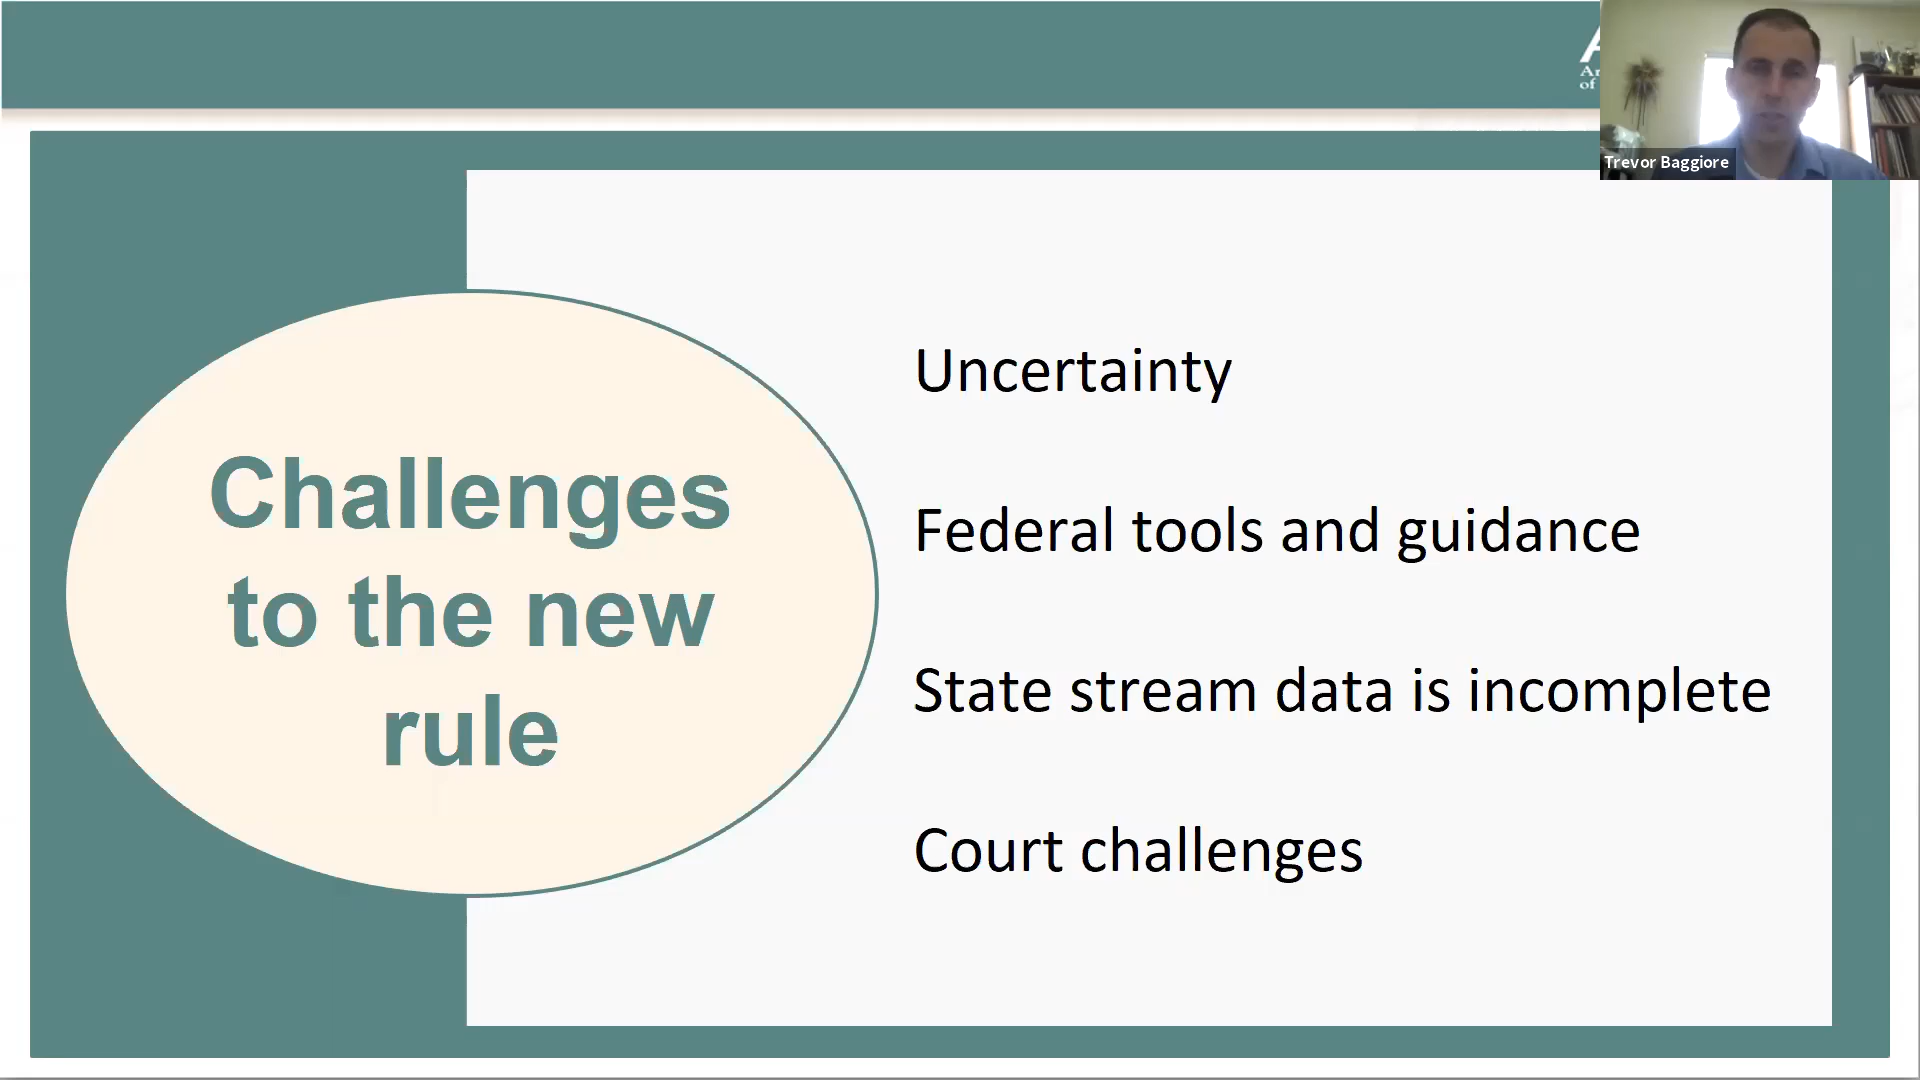 of
Trevor Baggiore
Challenges
to the new
rule
Uncertainty
Federal tools and guidance
State stream data is incomplete
Court challenges